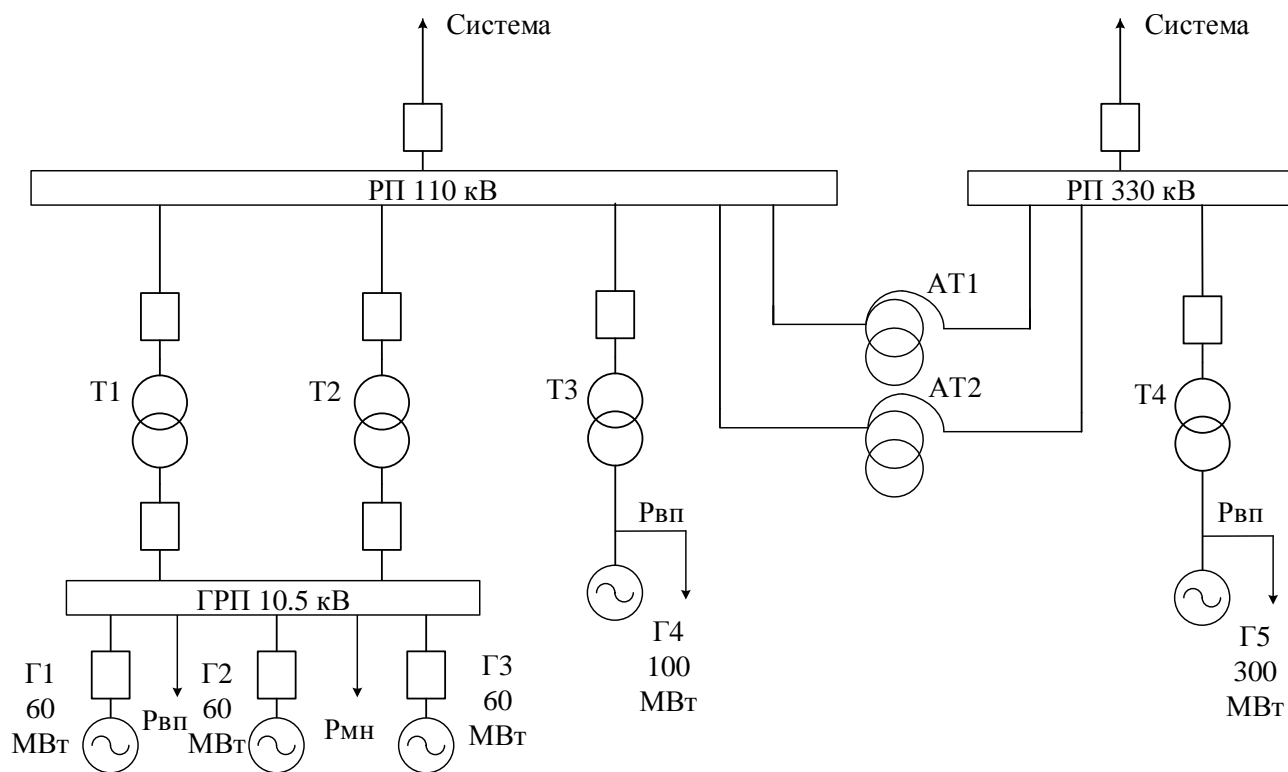 Система
Система
РП 110 кВ
РП 330 кВ
АТ1
Т1
Т2
Т3
АТ2
Т4
Рвп
Рвп
ГРП 10.5 кВ
Г1
60
МВт
Рвп
Г2
60
МВт
Рмн
Г3
60
МВт
Г4
100
МВт
Г5
300
МВт